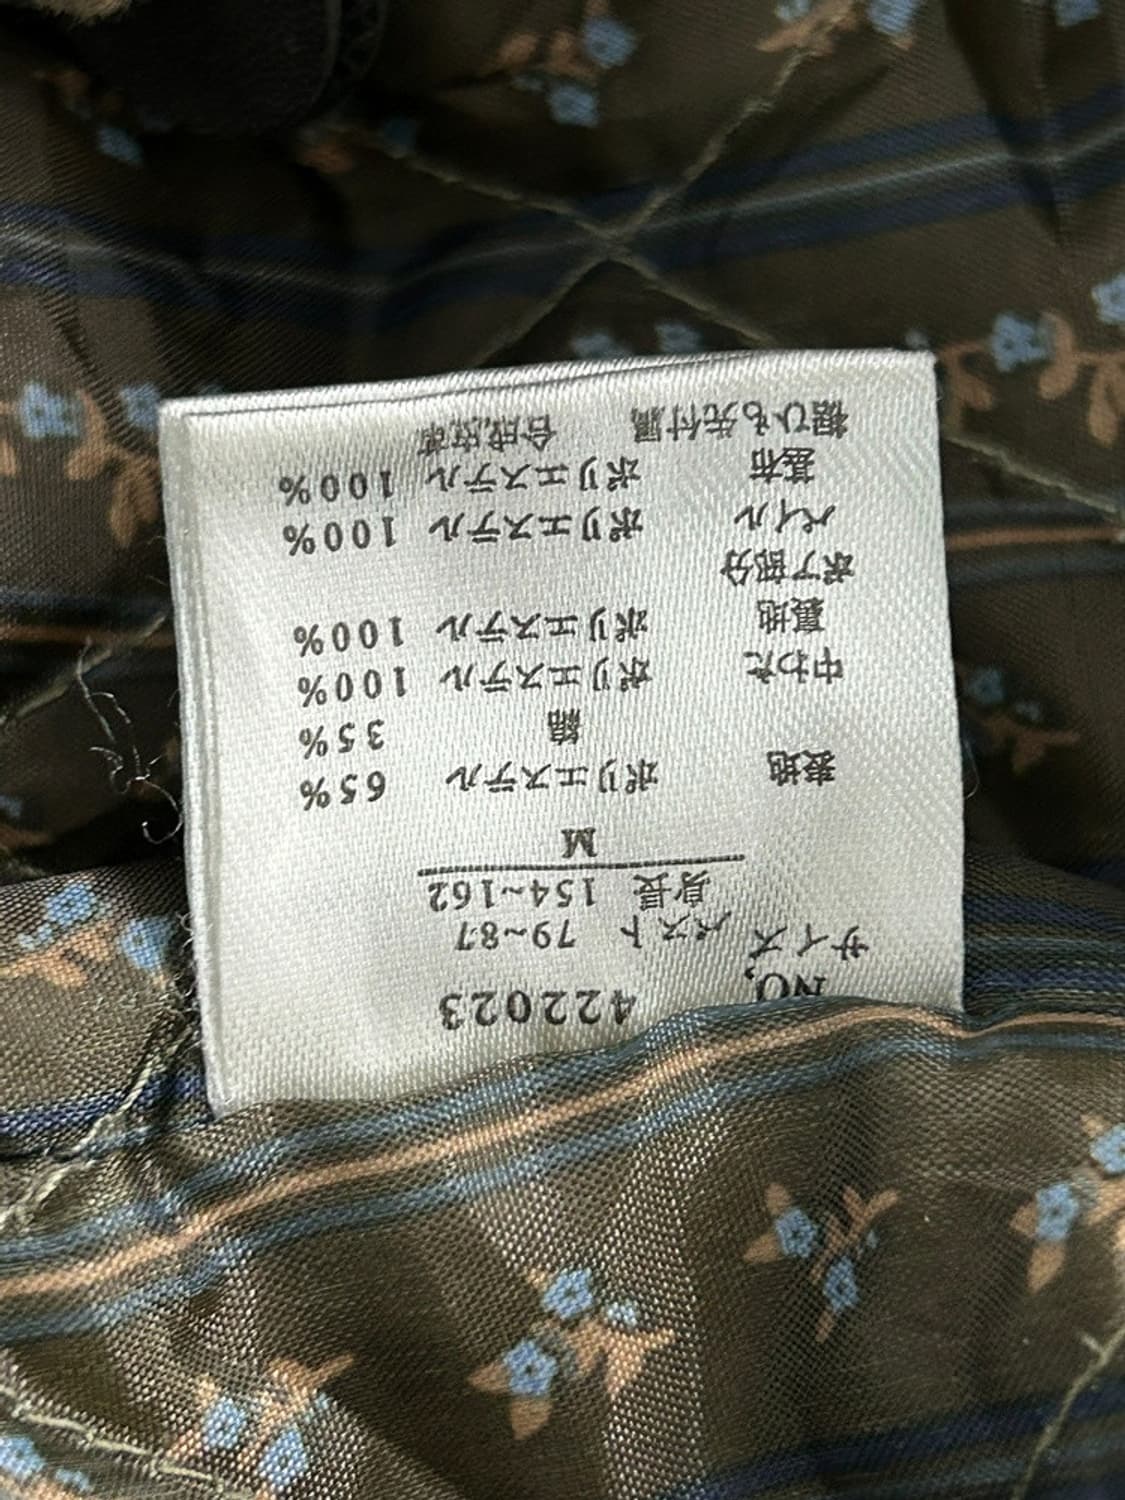 NO. 422023
サイズ バスト 79~87
身長 154~162
M
表地 ポリエステル 65%
綿 35%
中わた ポリエステル 100%
裏地 ポリエステル 100%
ボア部分
パイル ポリエステル 100%
基布 ポリエステル 100%
裾ひも先付属 合成皮革